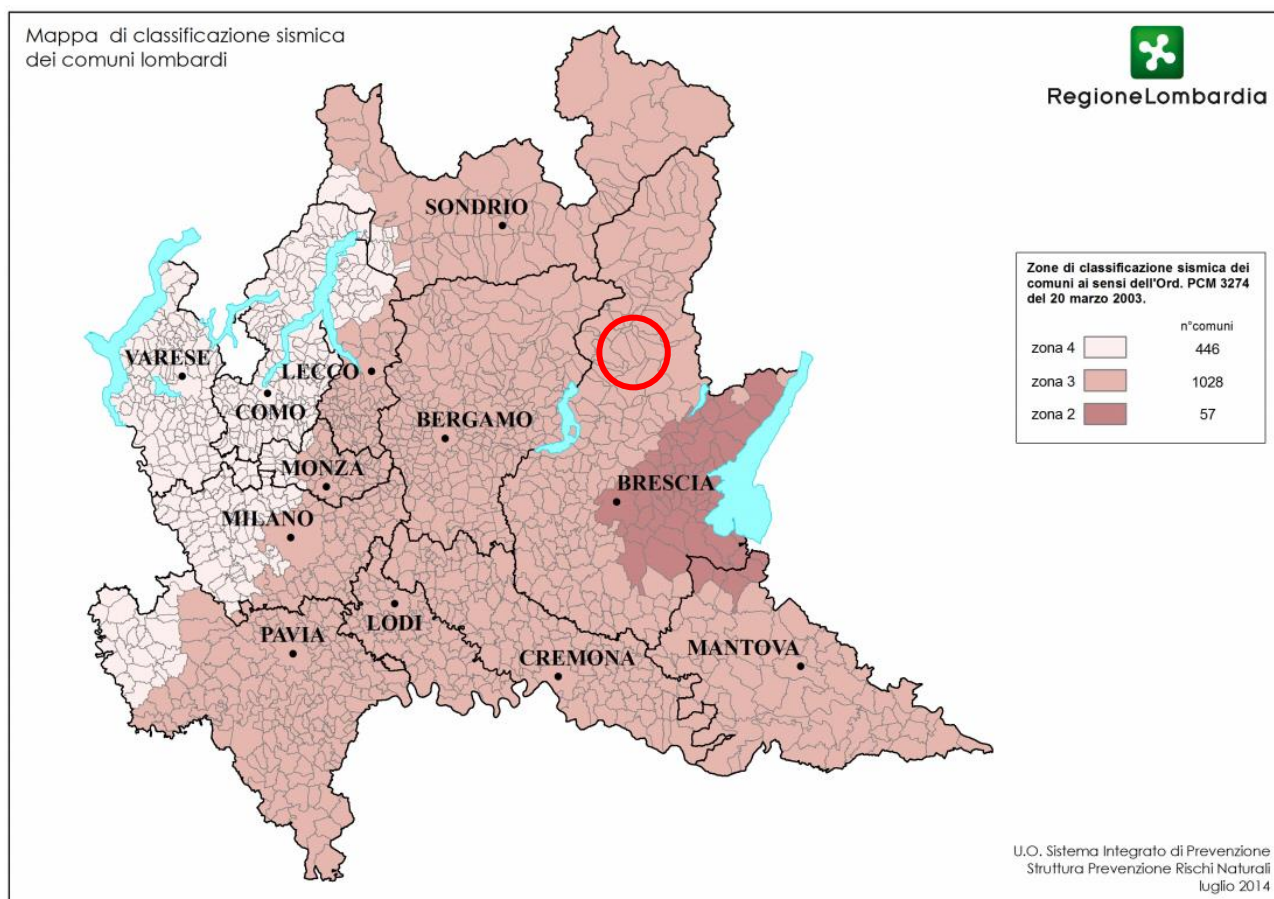 Mappa di classificazione sismica
dei comuni lombardi
RegioneLombardia
SONDRIO
VARESE
LECCO
COMO
BERGAMO
MONZA
BRESCIA
MILANO
LODI
PAVIA
CREMONA
MANTOVA
Zone di classificazione sismica dei
comuni ai sensi dell'Ord. PCM 3274
del 20 marzo 2003.
n°comuni
zona 4 446
zona 3 1028
zona 2 57
U.O. Sistema Integrato di Prevenzione
Struttura Prevenzione Rischi Naturali
luglio 2014